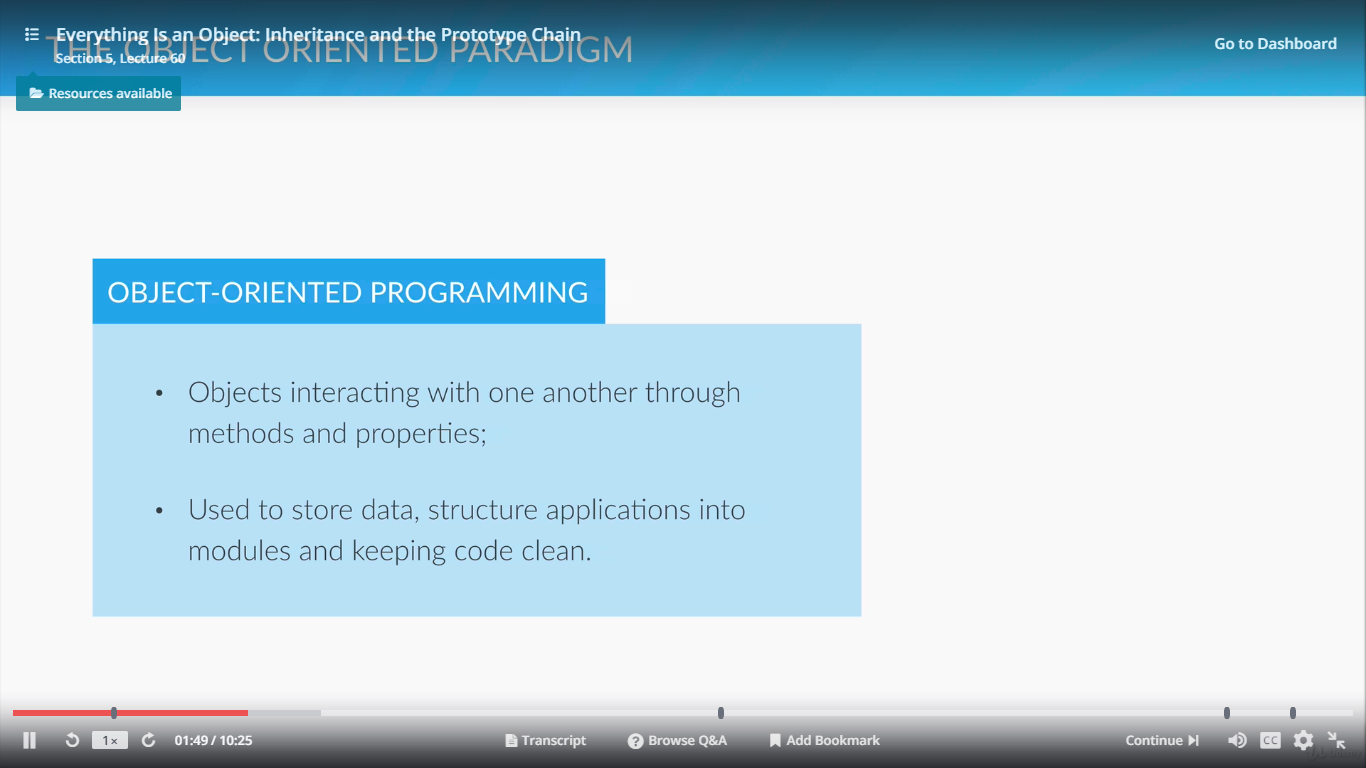 Everything Is an Object: Inheritance and the Prototype Chain
THE OBJECT ORIENTED PARADIGM
Section 5, Lecture 60
Go to Dashboard
Resources available
OBJECT-ORIENTED PROGRAMMING
• Objects interacting with one another through
methods and properties;
• Used to store data, structure applications into
modules and keeping code clean.
1×
01:49 / 10:25
Transcript
? Browse Q&A
Add Bookmark
Continue
CC